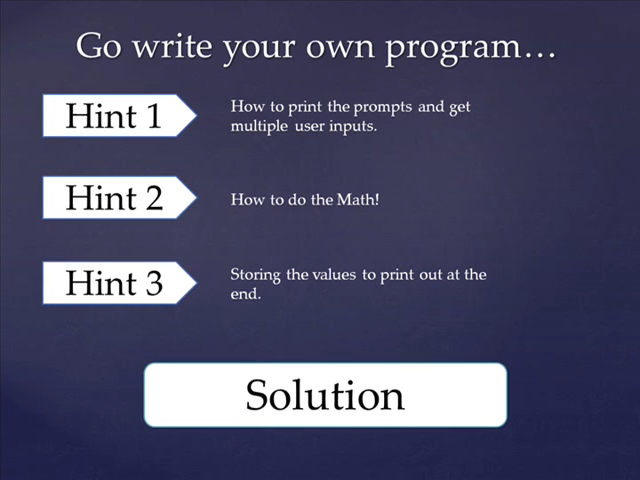 Go write your own program…
Hint 1
How to print the prompts and get
multiple user inputs.
Hint 2
How to do the Math!
Hint 3
Storing the values to print out at the
end.
Solution